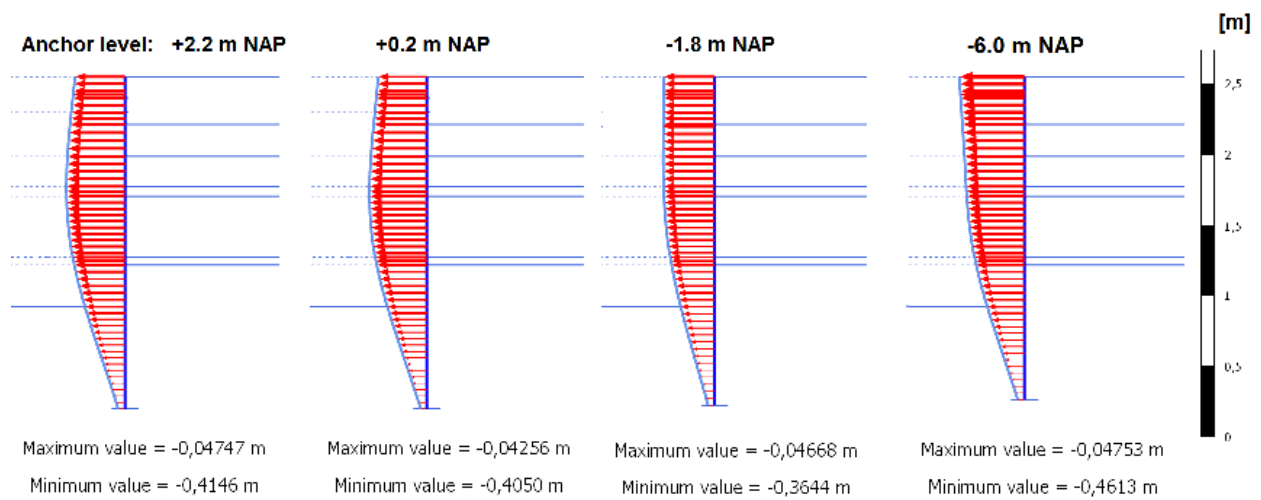 [m]
Anchor level: +2.2 m NAP +0.2 m NAP -1.8 m NAP -6.0 m NAP
2,5
2
1,5
1
0,5
0
Maximum value = -0,04747 m Maximum value = -0,04256 m Maximum value = -0,04668 m Maximum value = -0,04753 m
Minimum value = -0,4146 m Minimum value = -0,4050 m Minimum value = -0,3644 m Minimum value = -0,4613 m